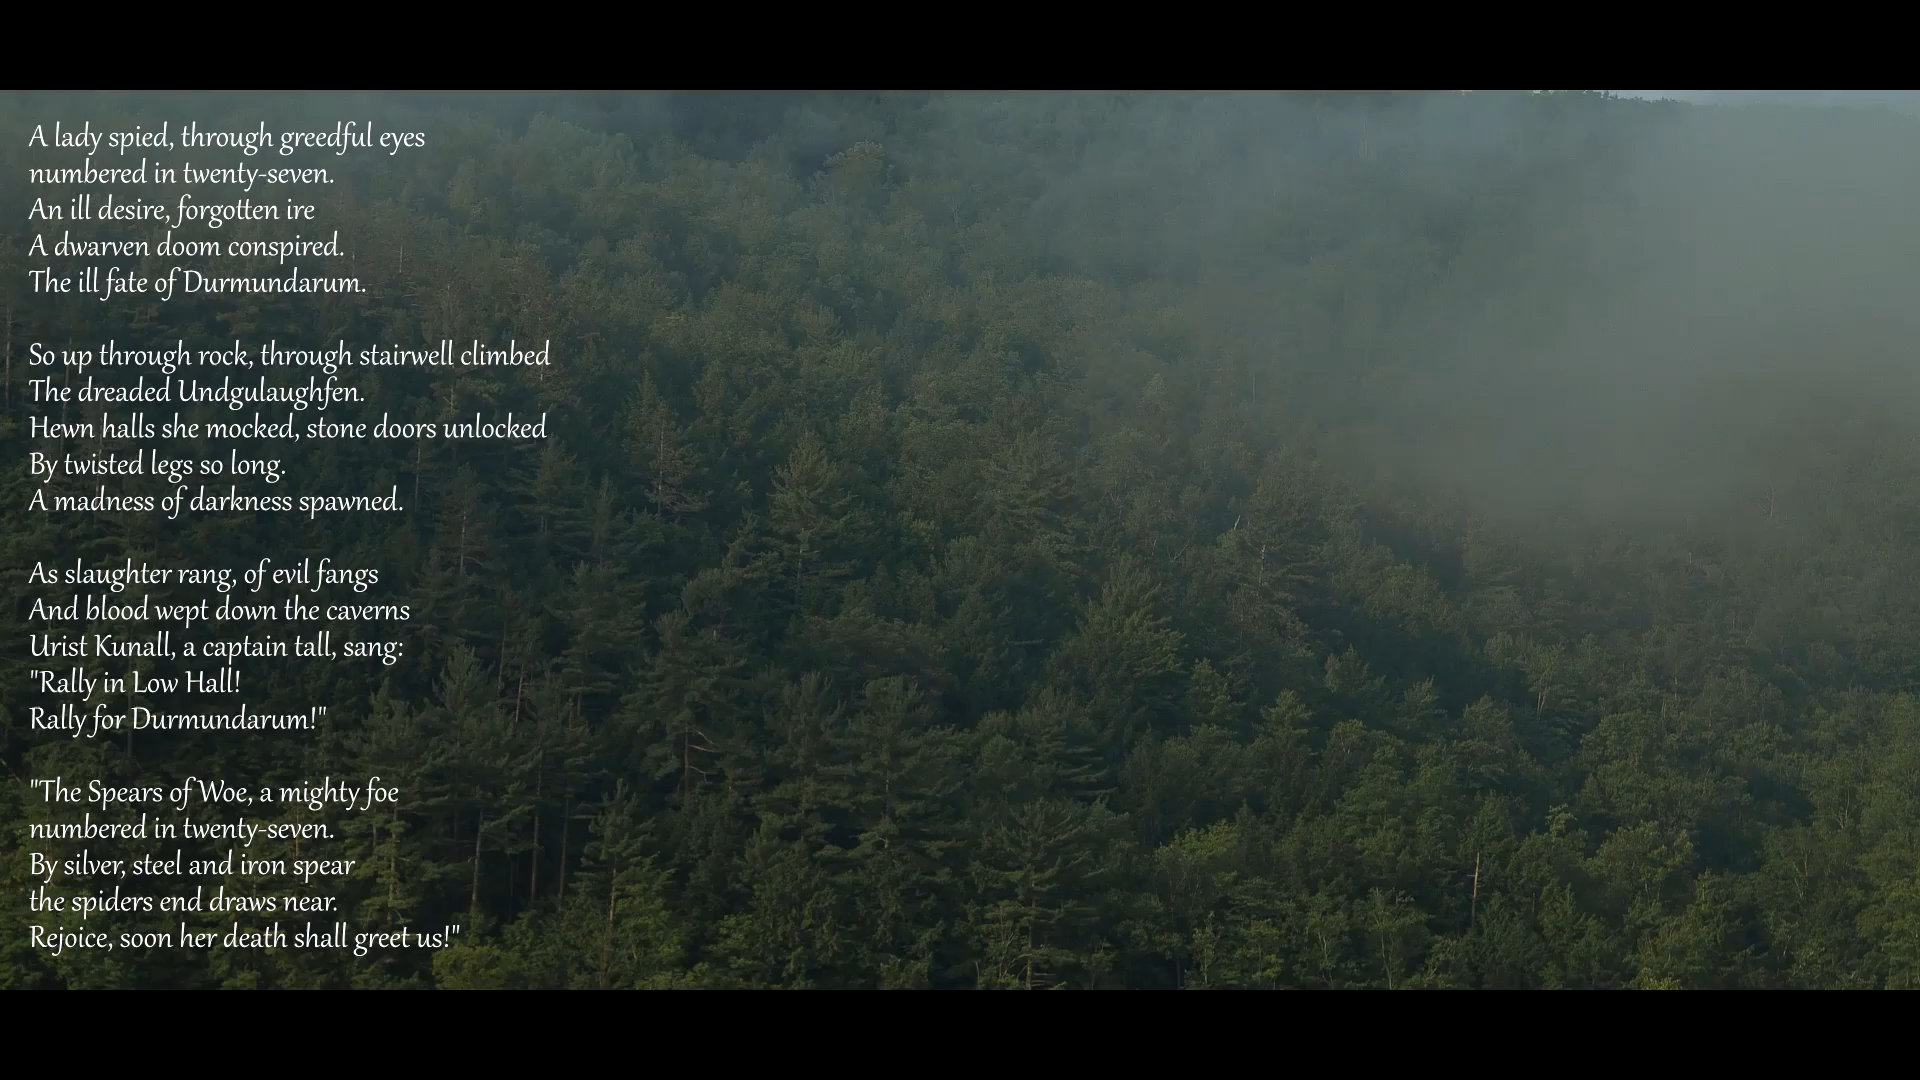 A lady spied, through greedful eyes
numbered in twenty-seven.
An ill desire, forgotten ire
A dwarven doom conspired.
The ill fate of Durmundarum.
So up through rock, through stairwell climbed
The dreaded Undgulaughfen.
Hewn halls she mocked, stone doors unlocked
By twisted legs so long.
A madness of darkness spawned.
As slaughter rang, of evil fangs
And blood wept down the caverns
Urist Kunall, a captain tall, sang:
"Rally in Low Hall!
Rally for Durmundarum!"
"The Spears of Woe, a mighty foe
numbered in twenty-seven.
By silver, steel and iron spear
the spiders end draws near.
Rejoice, soon her death shall greet us!"